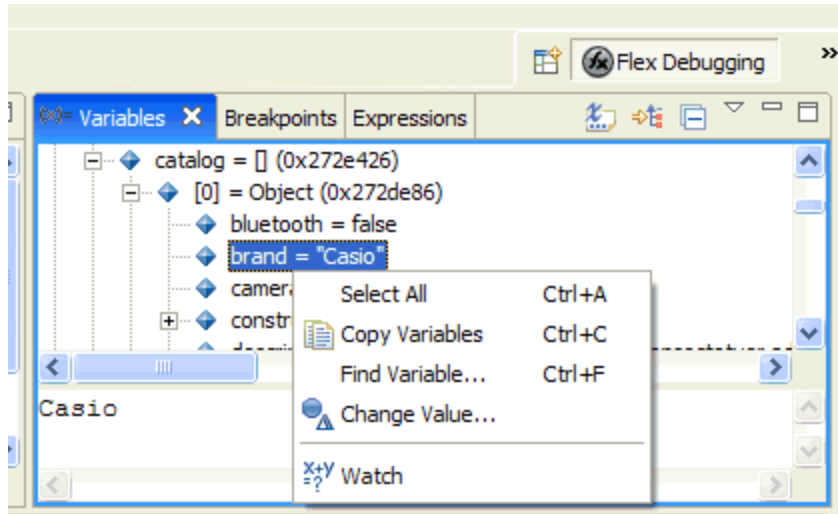 Flex Debugging
Variables Breakpoints Expressions
catalog = [] (0x272e426)
[0] = Object (0x272de86)
bluetooth = false
brand = "Casio"
Select All Ctrl+A
Copy Variables Ctrl+C
Find Variable... Ctrl+F
Change Value...
Casio
Watch